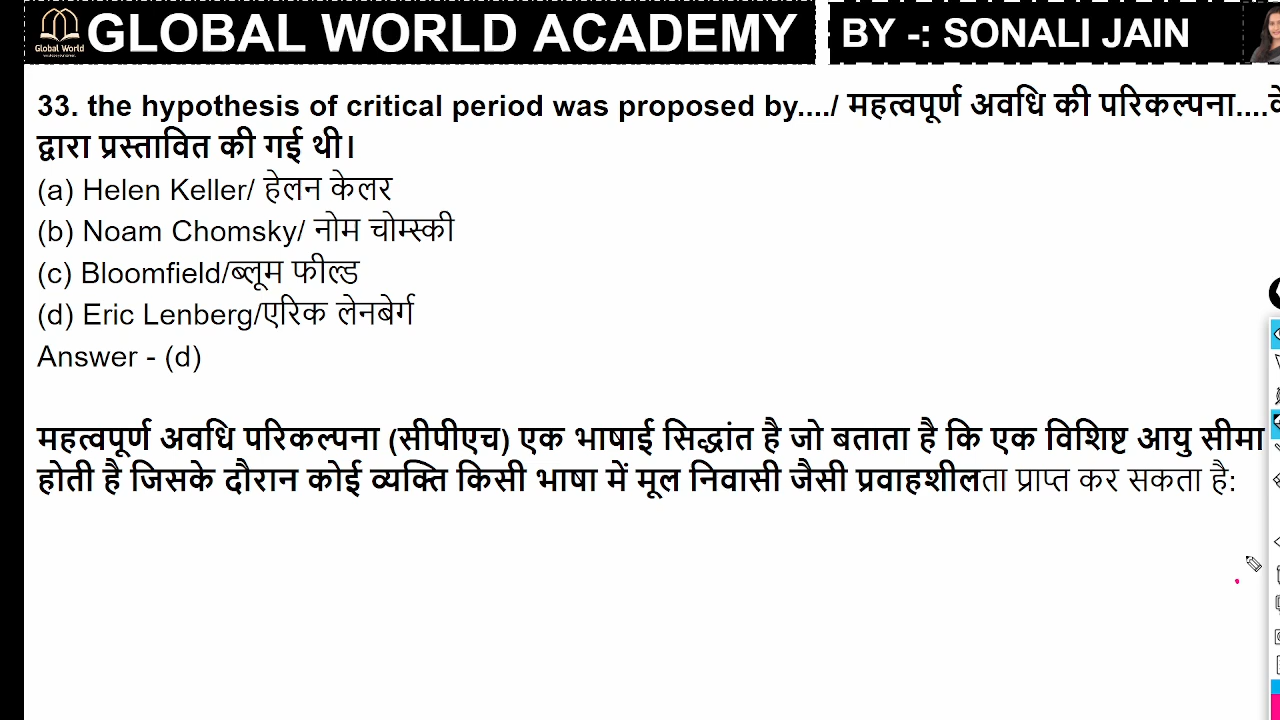 Global World
GLOBAL WORLD ACADEMY
BY -: SONALI JAIN
33. the hypothesis of critical period was proposed by..../ महत्वपूर्ण अवधि की परिकल्पना....के
द्वारा प्रस्तावित की गई थी।
(a) Helen Keller/ हेलन केलर
(b) Noam Chomsky/ नोम चोम्स्की
(c) Bloomfield/ब्लूम फील्ड
(d) Eric Lenberg/एरिक लेनबेर्ग
Answer - (d)
महत्वपूर्ण अवधि परिकल्पना (सीपीएच) एक भाषाई सिद्धांत है जो बताता है कि एक विशिष्ट आयु सीमा
होती है जिसके दौरान कोई व्यक्ति किसी भाषा में मूल निवासी जैसी प्रवाहशीलता प्राप्त कर सकता है: